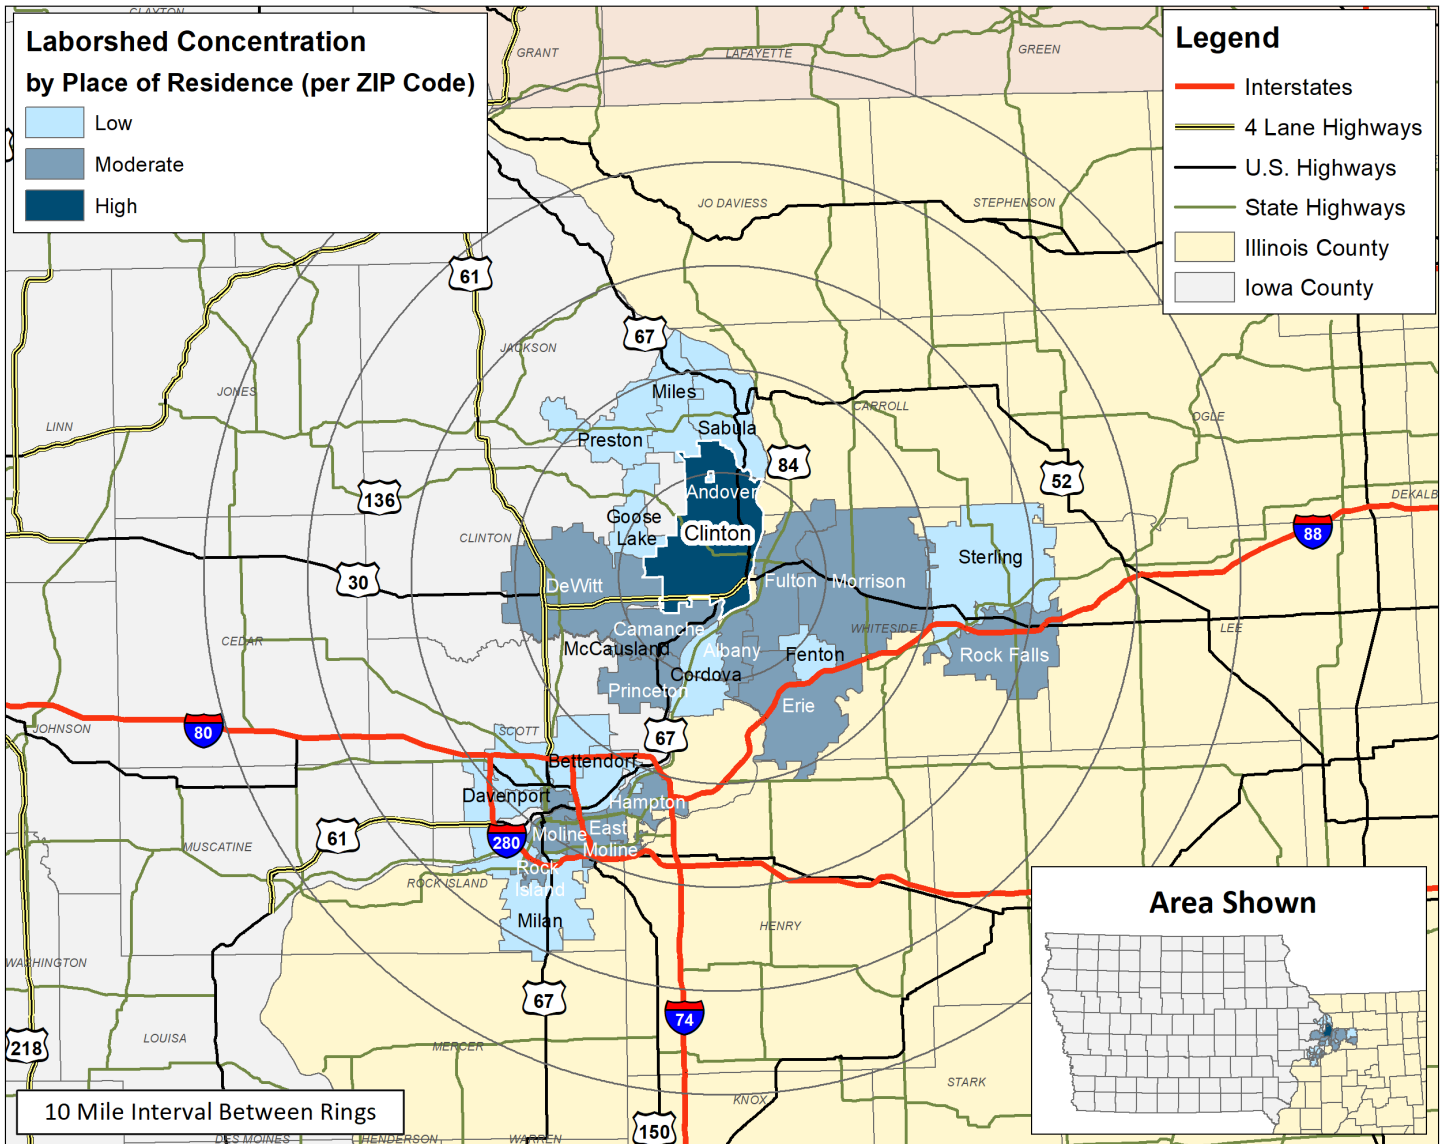 Laborshed Concentration
by Place of Residence (per ZIP Code)
Low
Moderate
High
Legend
Interstates
4 Lane Highways
U.S. Highways
State Highways
Illinois County
Iowa County
CLAYTON
GRANT
LAFAYETTE
GREEN
JO DAVIESS
STEPHENSON
61
67
JACKSON
JONES
LINN
CARROLL
OGLE
Miles
Sabula
Preston
84
52
136
DEKALB
Andover
Goose
Lake
Clinton
88
CLINTON
Sterling
30
DeWitt
Fulton
Morrison
Camanche
WHITESIDE
LEE
CEDAR
McCausland
Albany
Fenton
Rock Falls
Cordova
Princeton
Erie
80
JOHNSON
SCOTT
67
Bettendorf
Davenport
Hampton
61
280
Moline
East
Moline
MUSCATINE
Rock
Island
ROCK ISLAND
Milan
HENRY
WASHINGTON
67
74
LOUISA
218
MERCER
STARK
KNOX
150
DES MOINES
HENDERSON
WARREN
10 Mile Interval Between Rings
Area Shown